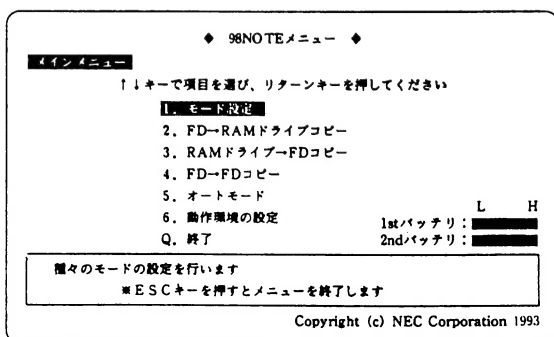 ◆ 98NOTEメニュー ◆
メインメニュー
↑↓キーで項目を選び、リターンキーを押してください
1. モード設定
2. FD→RAMドライブコピー
3. RAMドライブ→FDコピー
4. FD→FDコピー
5. オートモード
6.動作環境の設定
Q. 終了
L H
1stバッテリ:
2ndバッテリ:
種々のモードの設定を行います
※ESCキーを押すとメニューを終了します
Copyright (c) NEC Corporation 1993